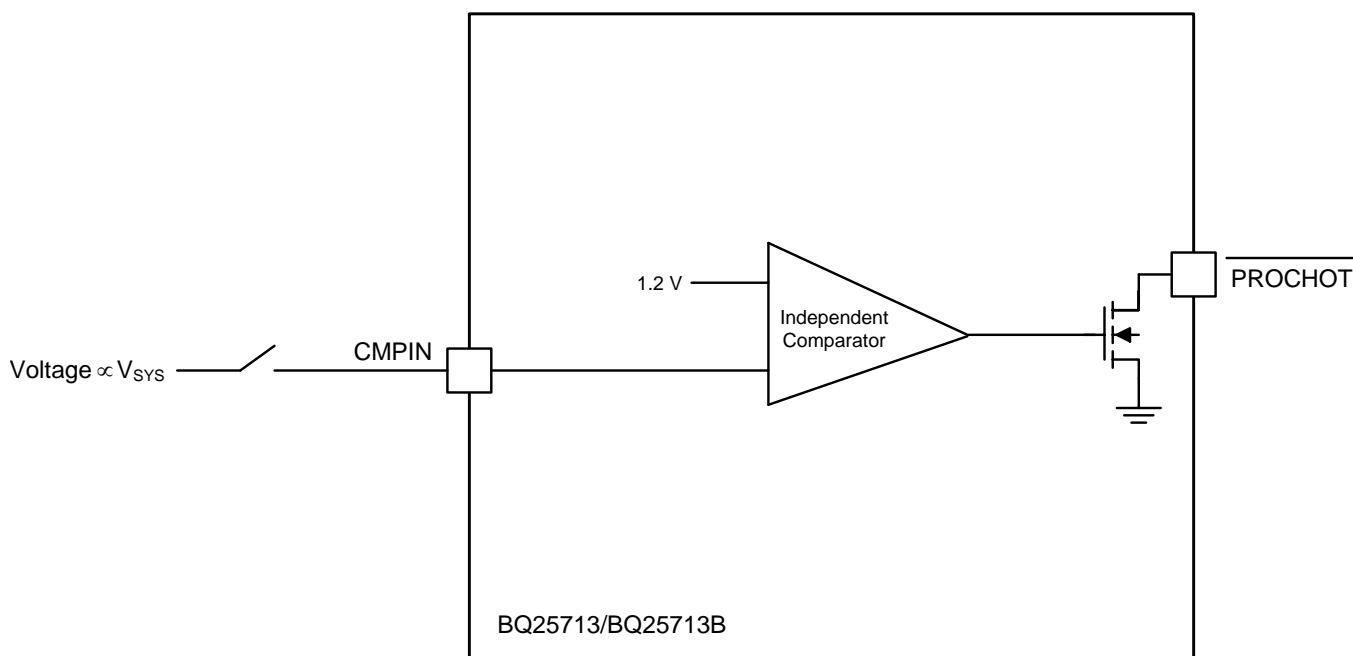 1.2 V
Independent
Comparator
PROCHOT
CMPIN
Voltage ∝ VSYS
BQ25713/BQ25713B